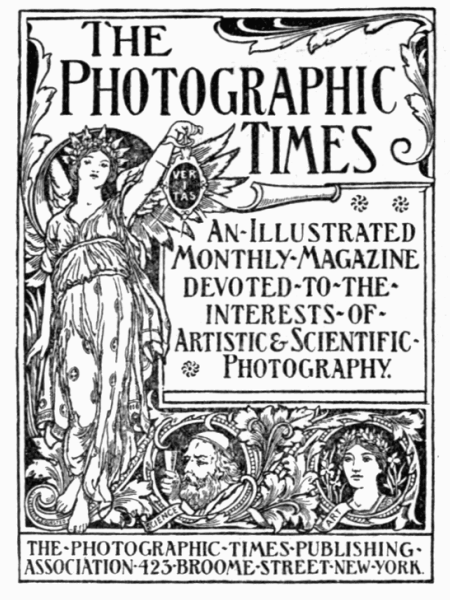 THE
PHOTOGRAPHIC
TIMES
VER
I
TAS
AN·ILLUSTRATED
MONTHLY·MAGAZINE
DEVOTED·TO·THE·
INTERESTS·OF·
ARTISTIC & SCIENTIFIC·
PHOTOGRAPHY.
SCIENCE
ART
THE·PHOTOGRAPHIC·TIMES·PUBLISHING·
ASSOCIATION·423·BROOME·STREET·NEW·YORK.